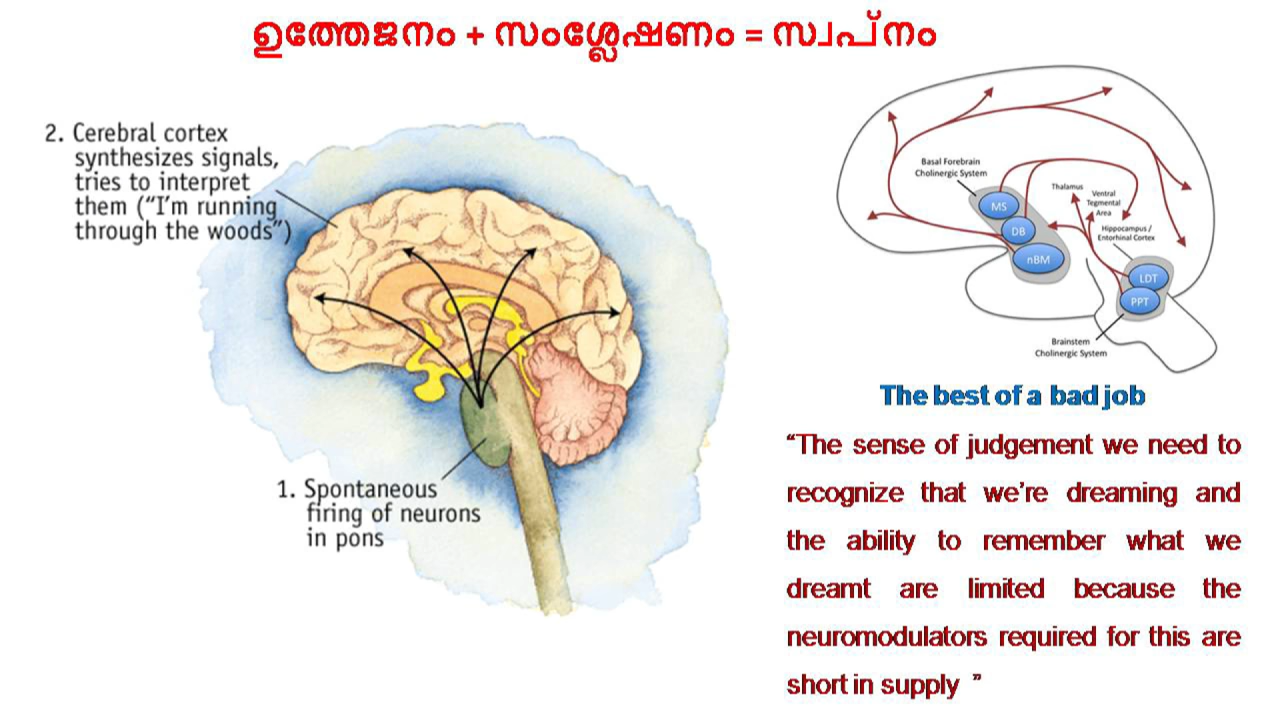 ഉത്തേജനം + സംശ്ലേഷണം = സ്വപ്നം
2. Cerebral cortex
synthesizes signals,
tries to interpret
them (“I’m running
through the woods”)
1. Spontaneous
firing of neurons
in pons
Basal Forebrain
Cholinergic System
MS
DB
nBM
Thalamus
Ventral
Tegmental
Area
Hippocampus /
Entorhinal Cortex
LDT
PPT
Brainstem
Cholinergic System
The best of a bad job
“The sense of judgement we need to
recognize that we’re dreaming and
the ability to remember what we
dreamt are limited because the
neuromodulators required for this are
short in supply ”